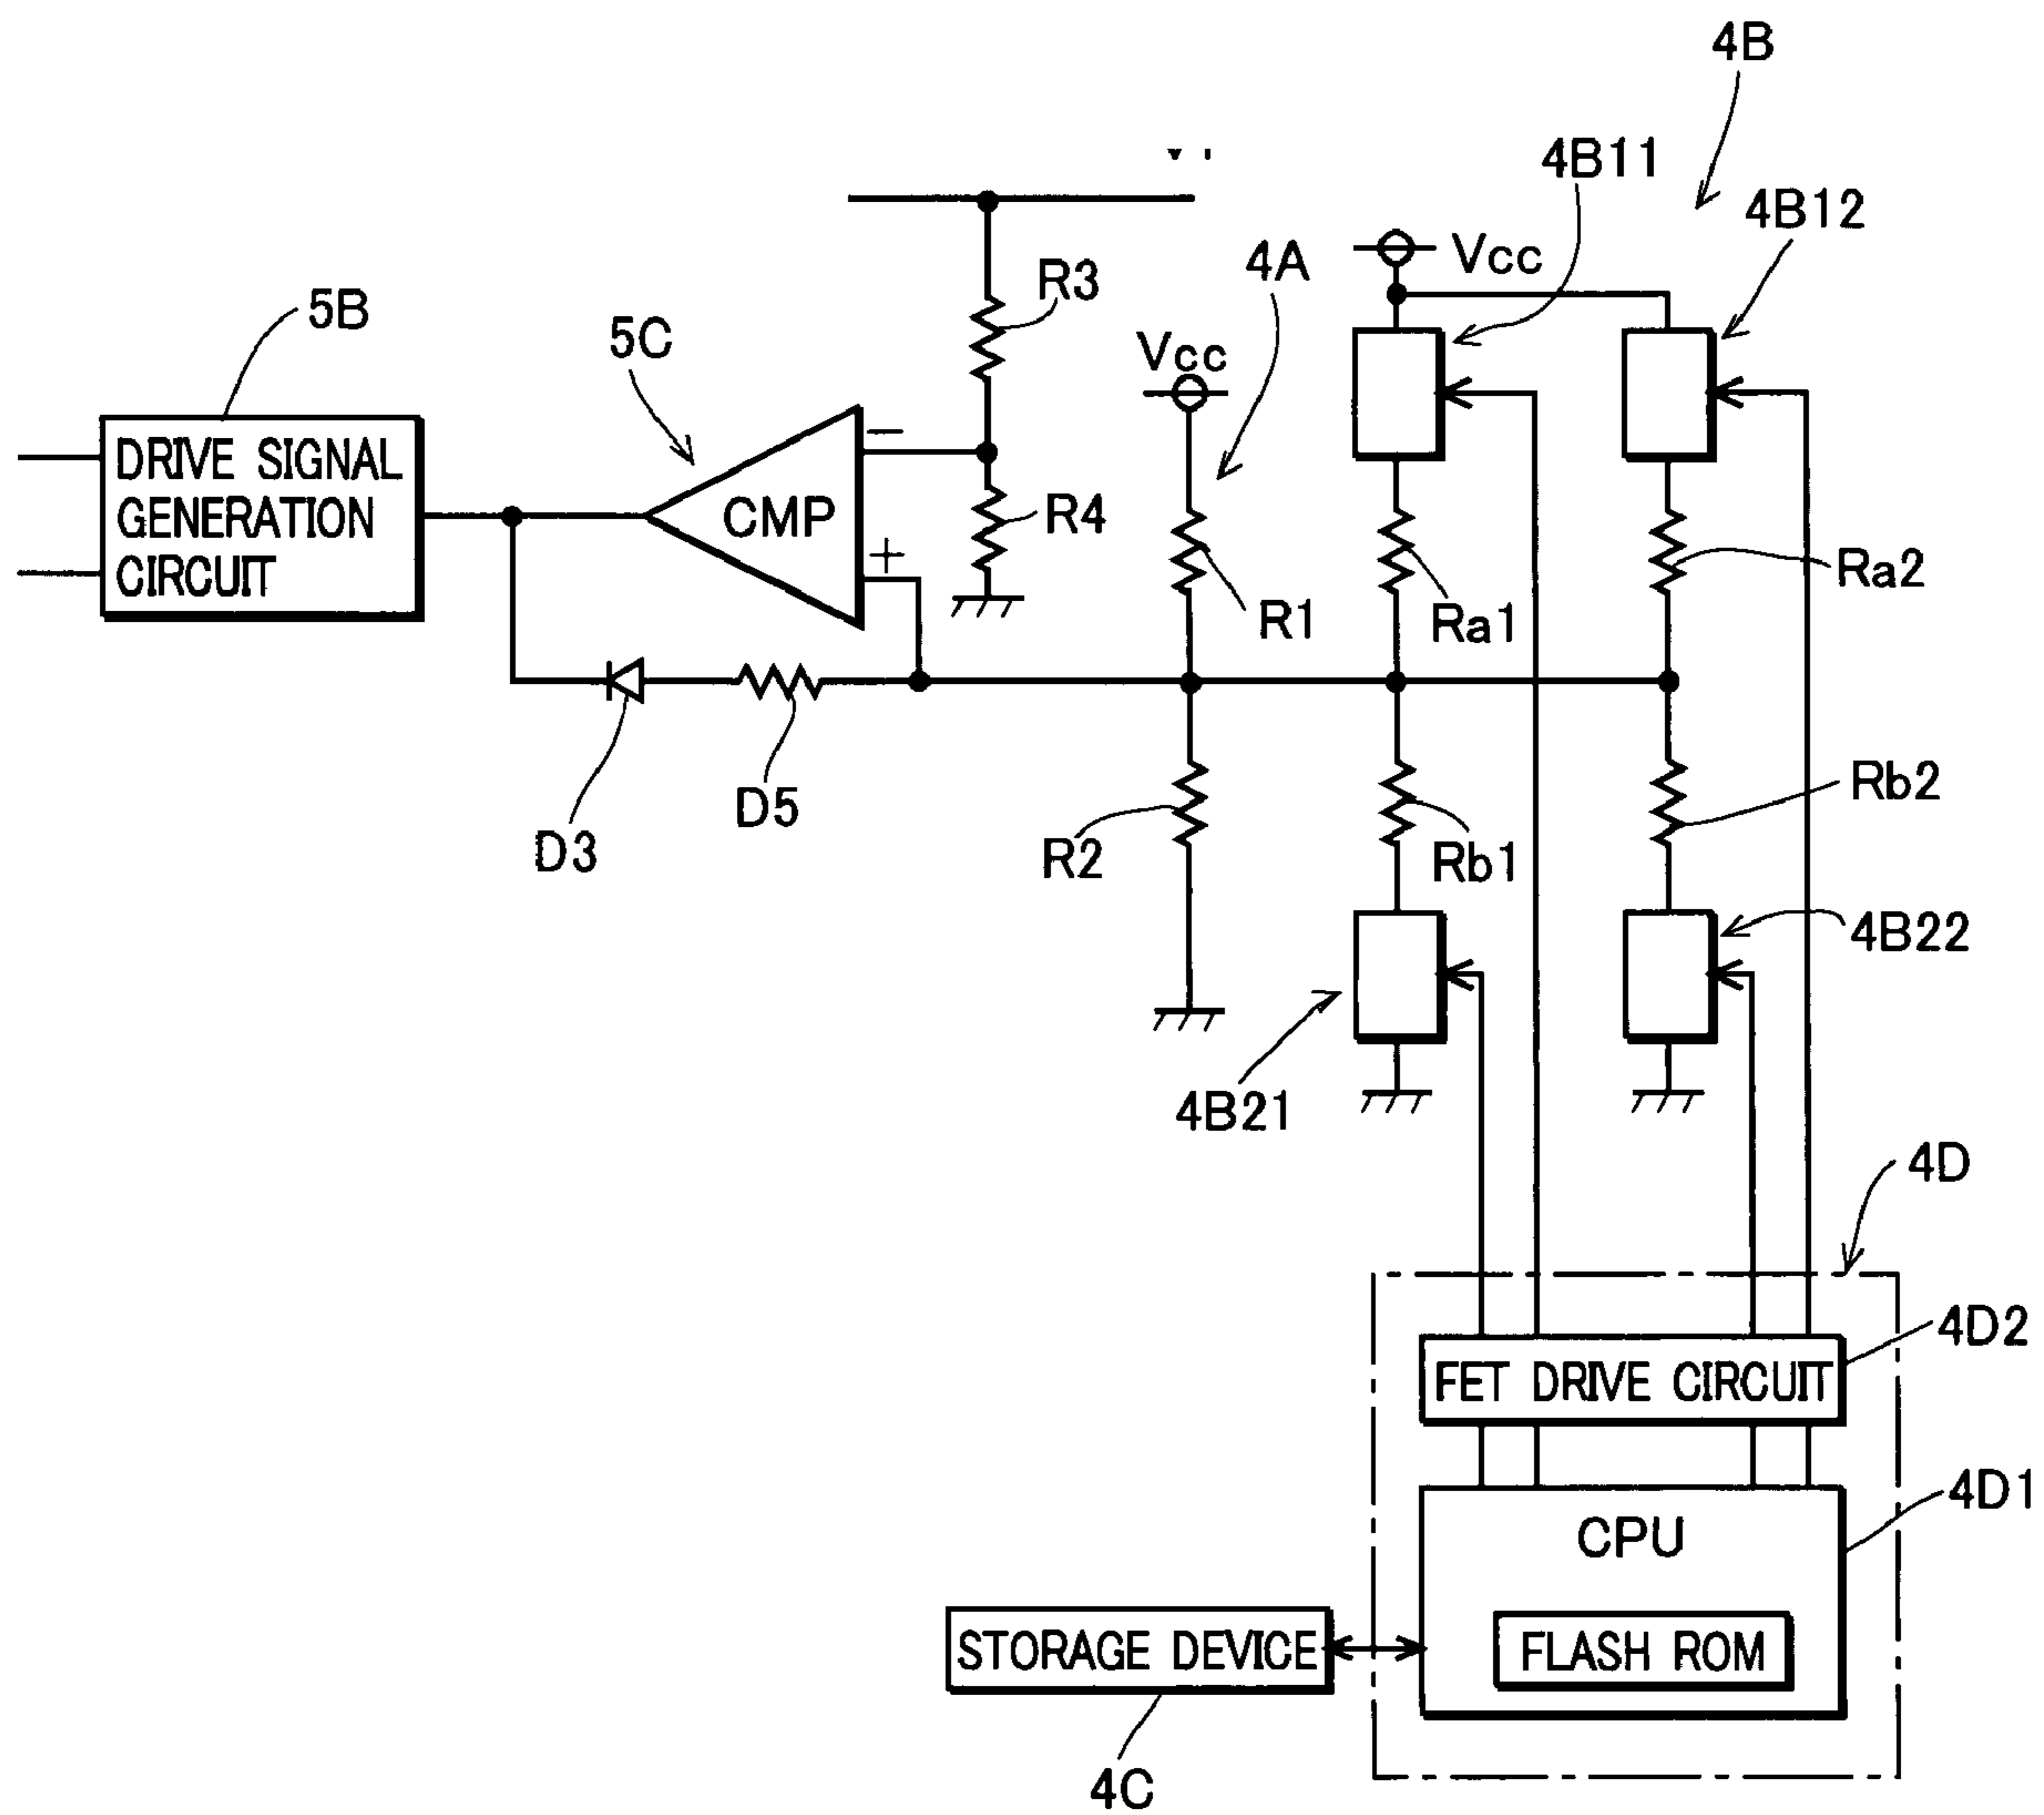 4B
4B11
4B12
Vcc
4A
R3
5B
5C
Vcc
DRIVE SIGNAL
GENERATION
CIRCUIT
CMP
−
+
R4
R1
Ra1
Ra2
D3
D5
R2
Rb1
Rb2
4B21
4B22
4D
4D2
FET DRIVE CIRCUIT
4D1
CPU
FLASH ROM
STORAGE DEVICE
4C